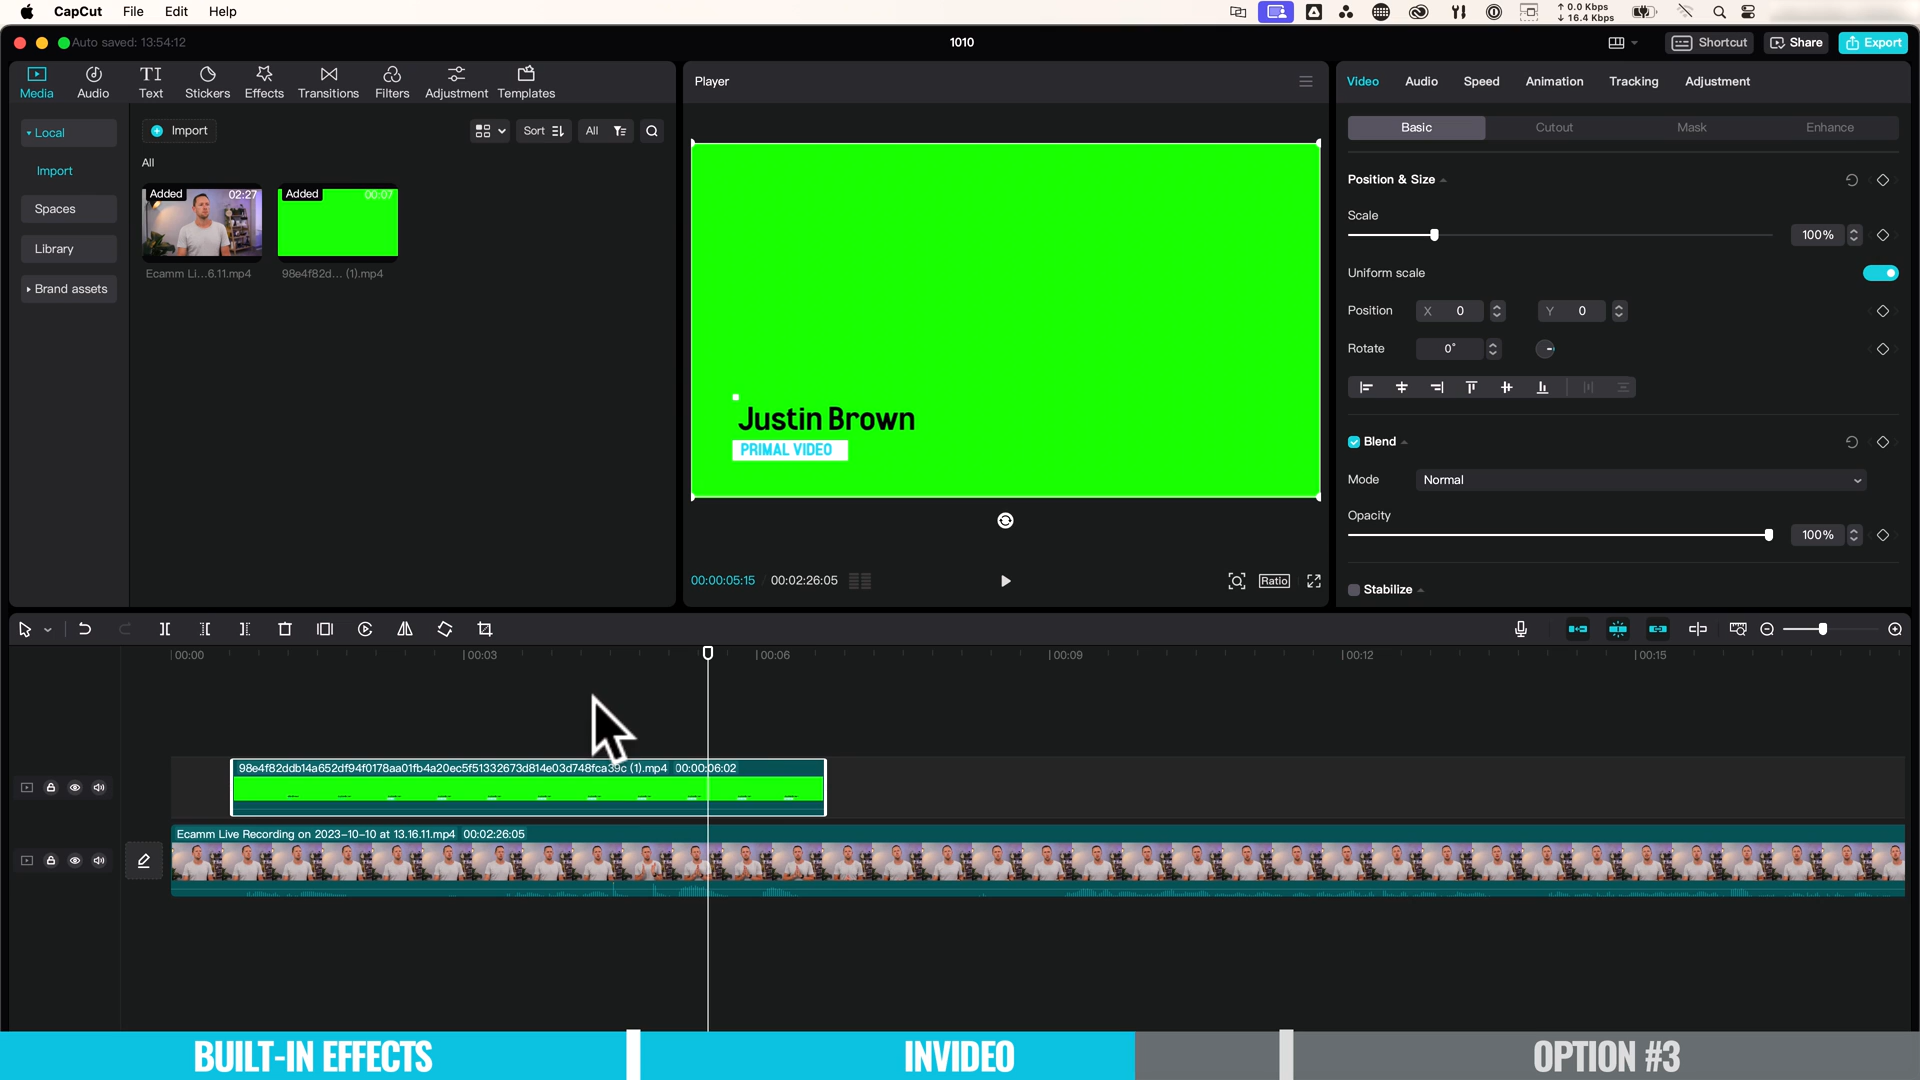 CapCut File Edit Help
↑ 0.0 Kbps
↓ 16.4 Kbps
Auto saved: 13:54:12
1010
Shortcut Share Export
Media Audio Text Stickers Effects Transitions Filters Adjustment Templates
TI
Local
Import
Spaces
Library
Brand assets
Import
Sort All
All
Added 02:27
Added 00:07
Ecamm Li...6.11.mp4
98e4f82d... (1).mp4
Player
Justin Brown
PRIMAL VIDEO
00:00:05:15 / 00:02:26:05
Ratio
Video Audio Speed Animation Tracking Adjustment
Basic Cutout Mask Enhance
Position & Size
Scale
100%
Uniform scale
Position X 0 Y 0
Rotate 0°
Blend
Mode Normal
Opacity
100%
Stabilize
00:00 00:03 00:06 00:09 00:12 00:15
98e4f82ddb14a652df94f0178aa01fb4a20ec5f51332673d814e03d748fca39c (1).mp4 00:00:06:02
Ecamm Live Recording on 2023-10-10 at 13.16.11.mp4 00:02:26:05
BUILT-IN EFFECTS
INVIDEO
OPTION #3